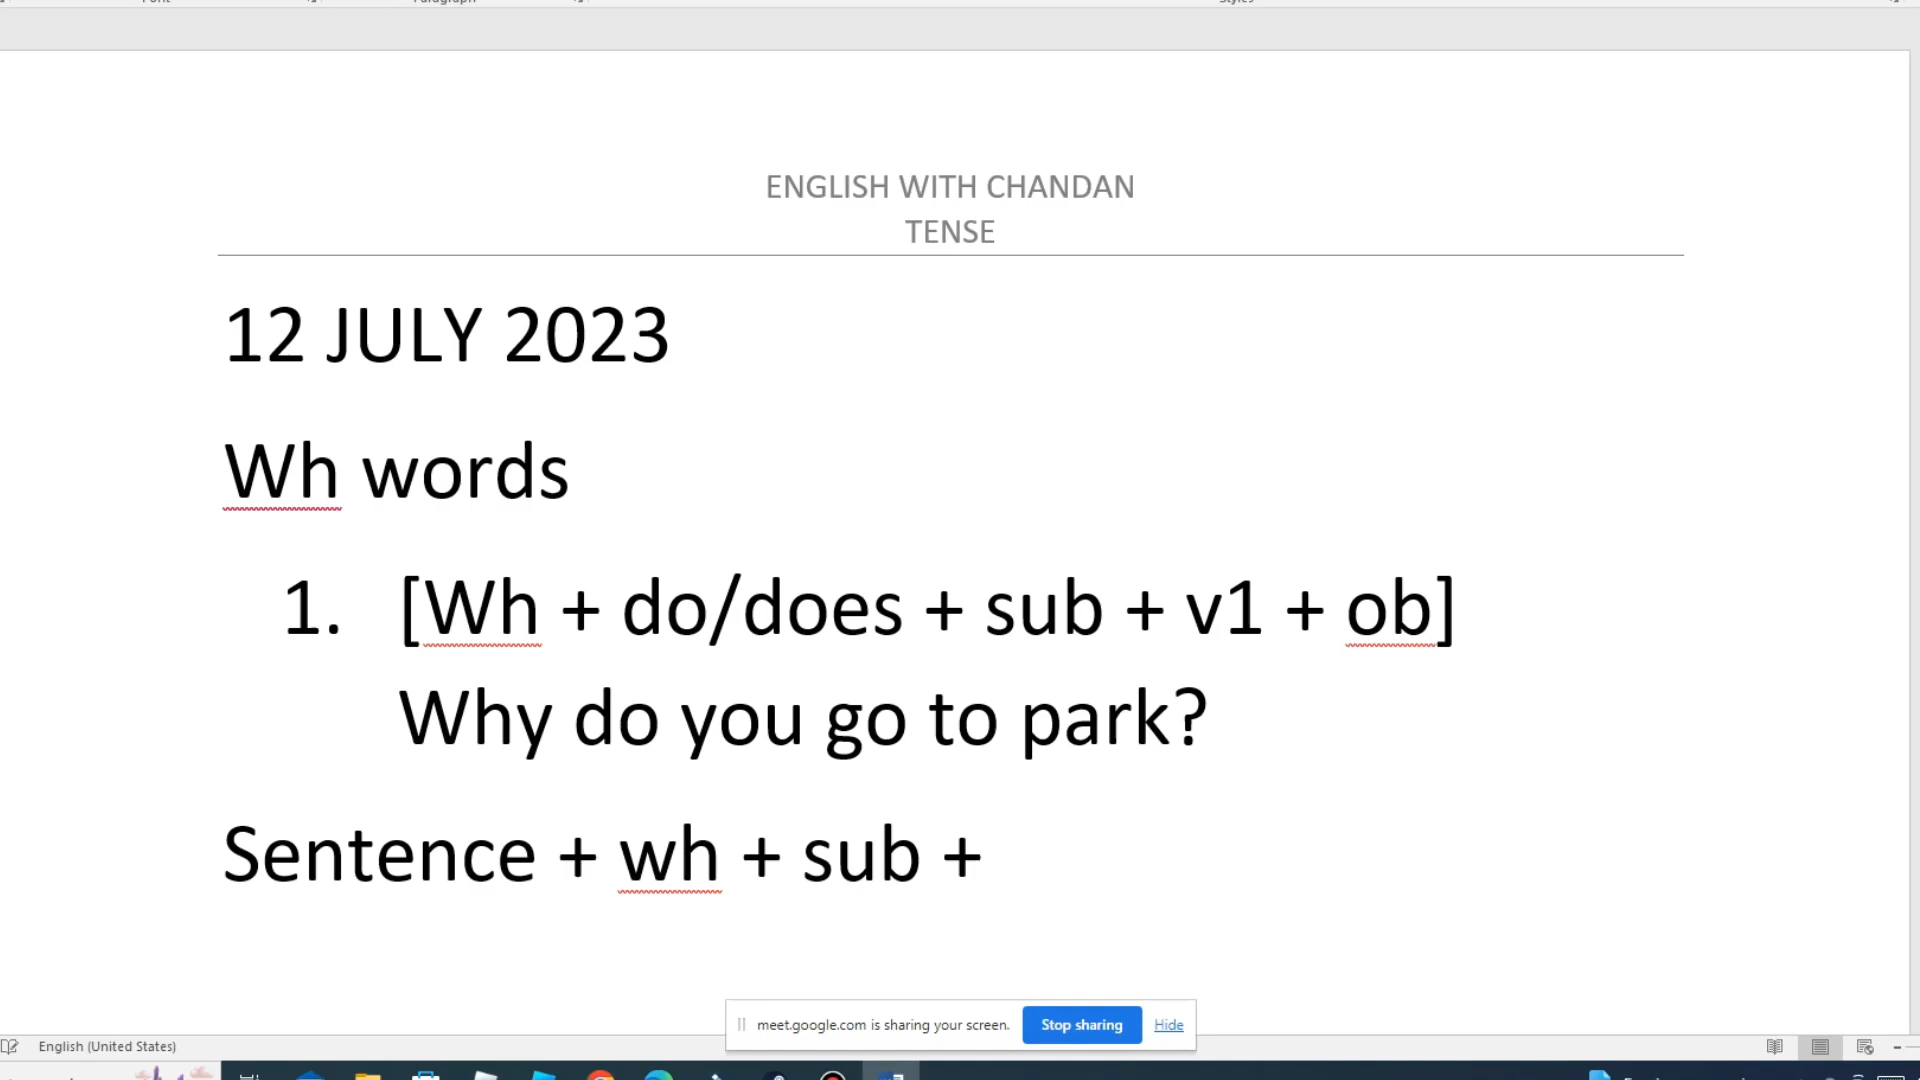 ENGLISH WITH CHANDAN
TENSE
12 JULY 2023
Wh words
1. [Wh + do/does + sub + v1 + ob]
Why do you go to park?
Sentence + wh + sub +
meet.google.com is sharing your screen. Stop sharing Hide
English (United States)